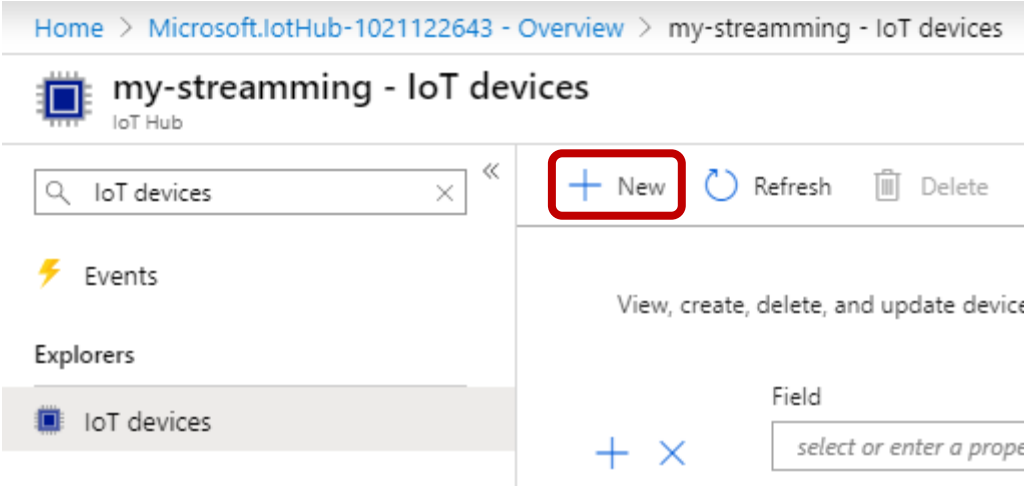 Home > Microsoft.IotHub-1021122643 - Overview > my-streamming - IoT devices
my-streamming - IoT devices
IoT Hub
IoT devices
New Refresh Delete
Events
View, create, delete, and update device
Explorers
Field
IoT devices
select or enter a prope